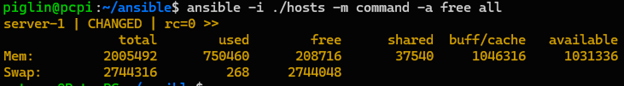 piglin@pcpi:~/ansible$ ansible -i ./hosts -m command -a free all
server-1 | CHANGED | rc=0 >>
              total        used        free      shared  buff/cache   available
Mem:        2005492      750460      208716       37540     1046316     1031336
Swap:       2744316         268     2744048